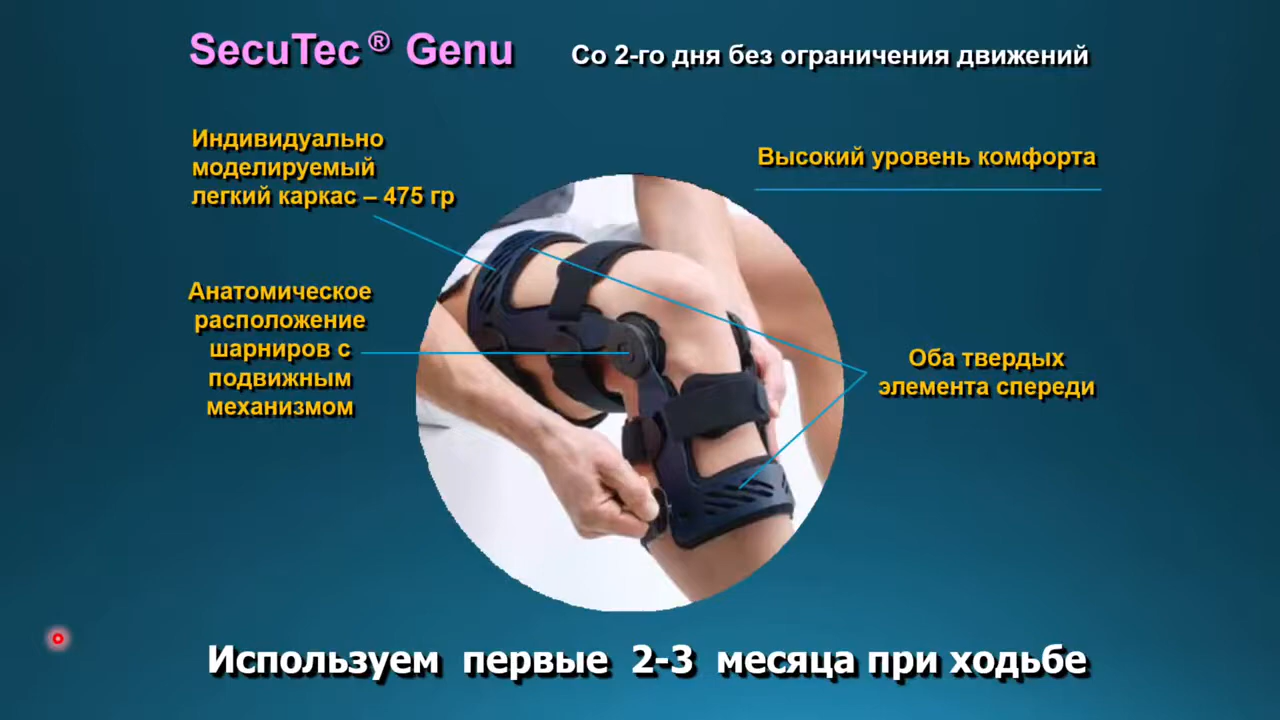 SecuTec® Genu
Со 2-го дня без ограничения движений
Индивидуально
моделируемый
легкий каркас – 475 гр
Высокий уровень комфорта
Анатомическое
расположение
шарниров с
подвижным
механизмом
Оба твердых
элемента спереди
Используем первые 2-3 месяца при ходьбе